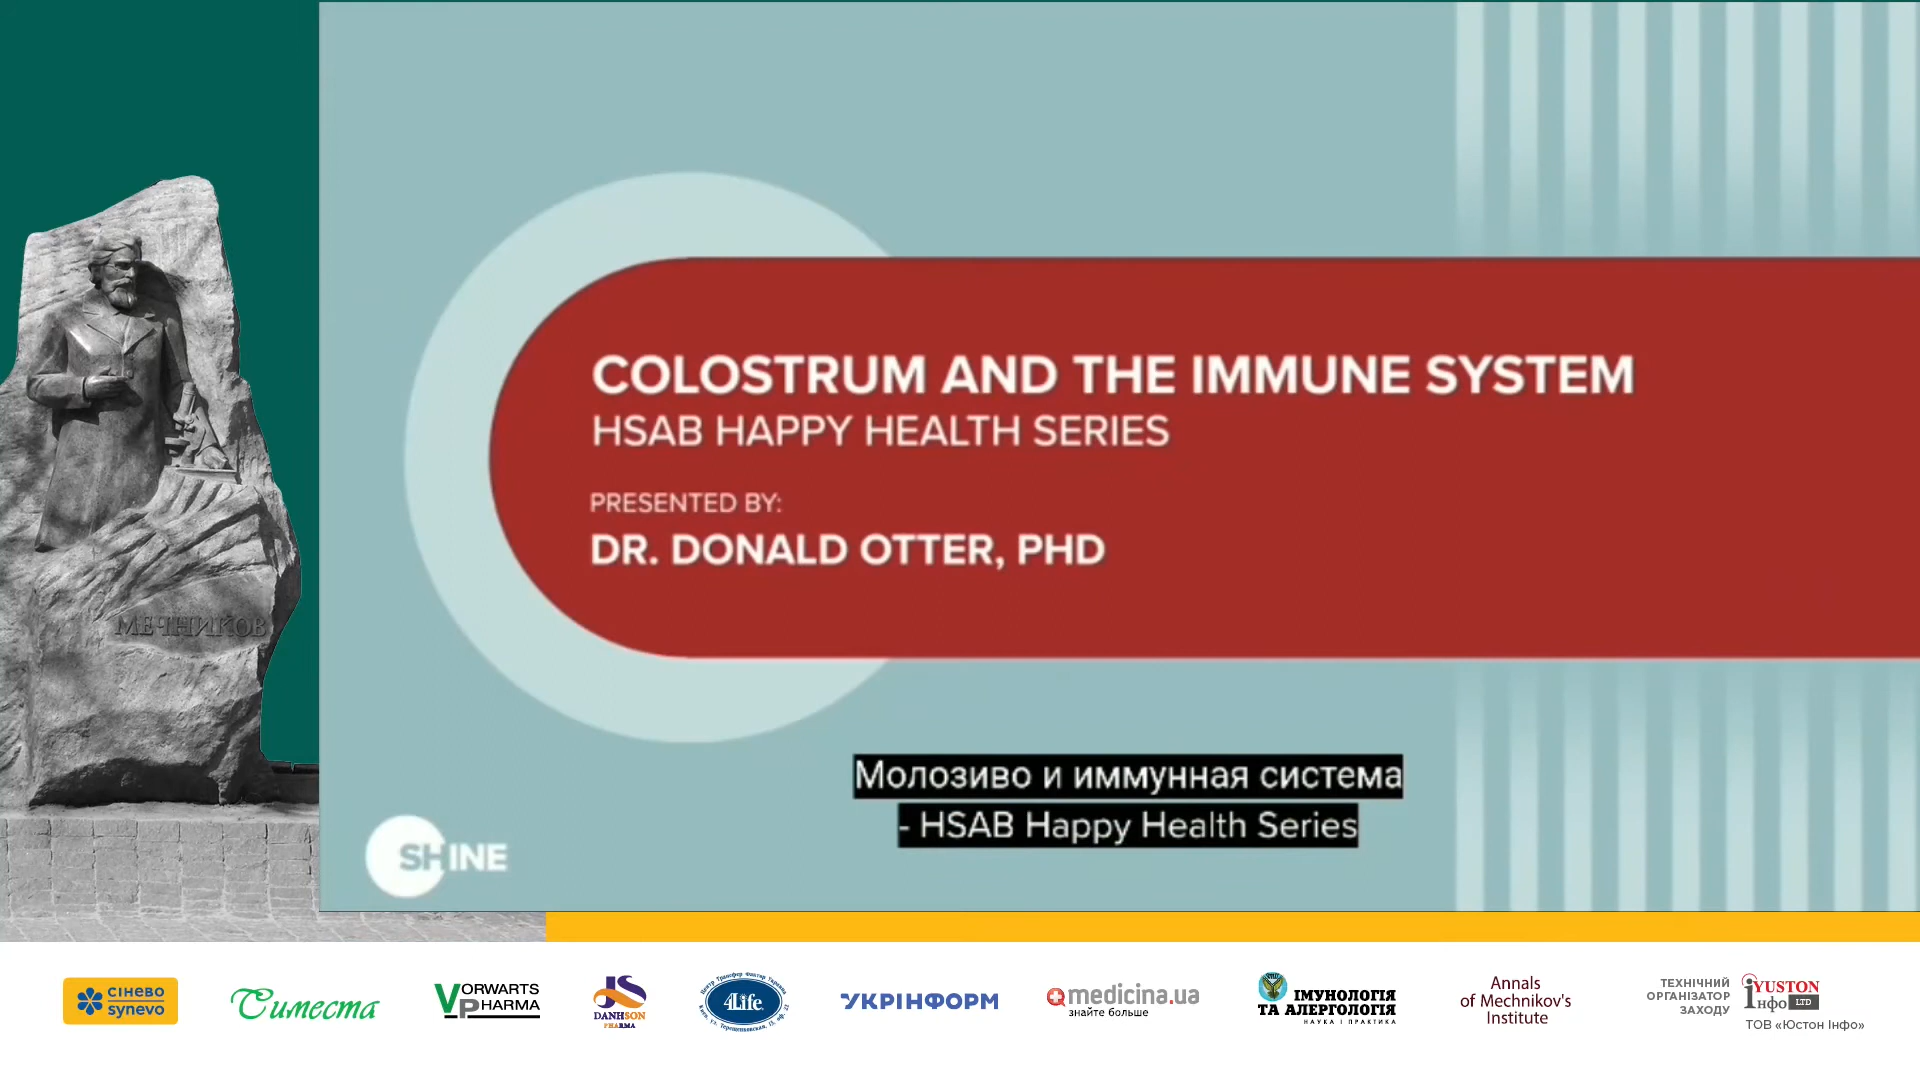 COLOSTRUM AND THE IMMUNE SYSTEM
HSAB HAPPY HEALTH SERIES
PRESENTED BY:
DR. DONALD OTTER, PHD
МЕЧНИКОВ
Молозиво и иммунная система
- HSAB Happy Health Series
SHINE
СІНЕВО
synevo
Симеста
VORWARTS
PHARMA
DANHSON
PHARMA
4Life
УКРІНФОРМ
medicina.ua
знайте больше
ІМУНОЛОГІЯ
ТА АЛЕРГОЛОГІЯ
НАУКА І ПРАКТИКА
Annals
of Mechnikov's
Institute
ТЕХНІЧНИЙ
ОРГАНІЗАТОР
ЗАХОДУ
YUSTON
Інфо LTD
ТОВ «Юстон Інфо»